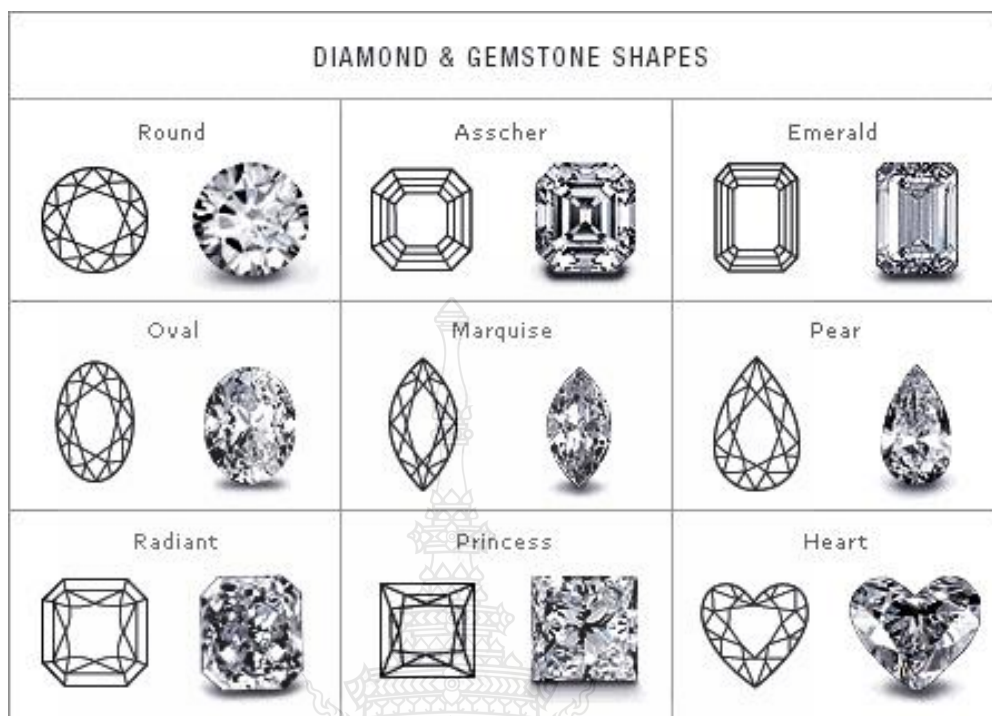 DIAMOND & GEMSTONE SHAPES
Round
Asscher
Emerald
Oval
Marquise
Pear
Radiant
Princess
Heart